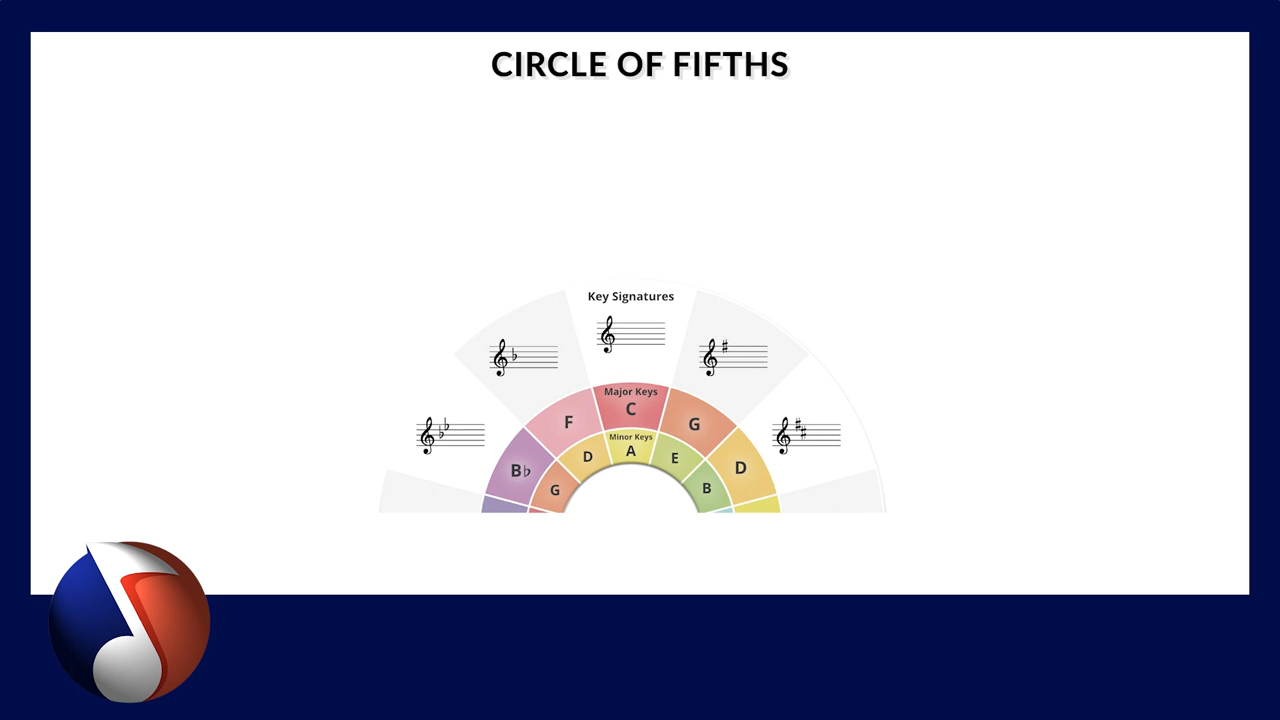 CIRCLE OF FIFTHS
Key Signatures
Major Keys
C
F
G
Minor Keys
A
D
E
B♭
D
G
B